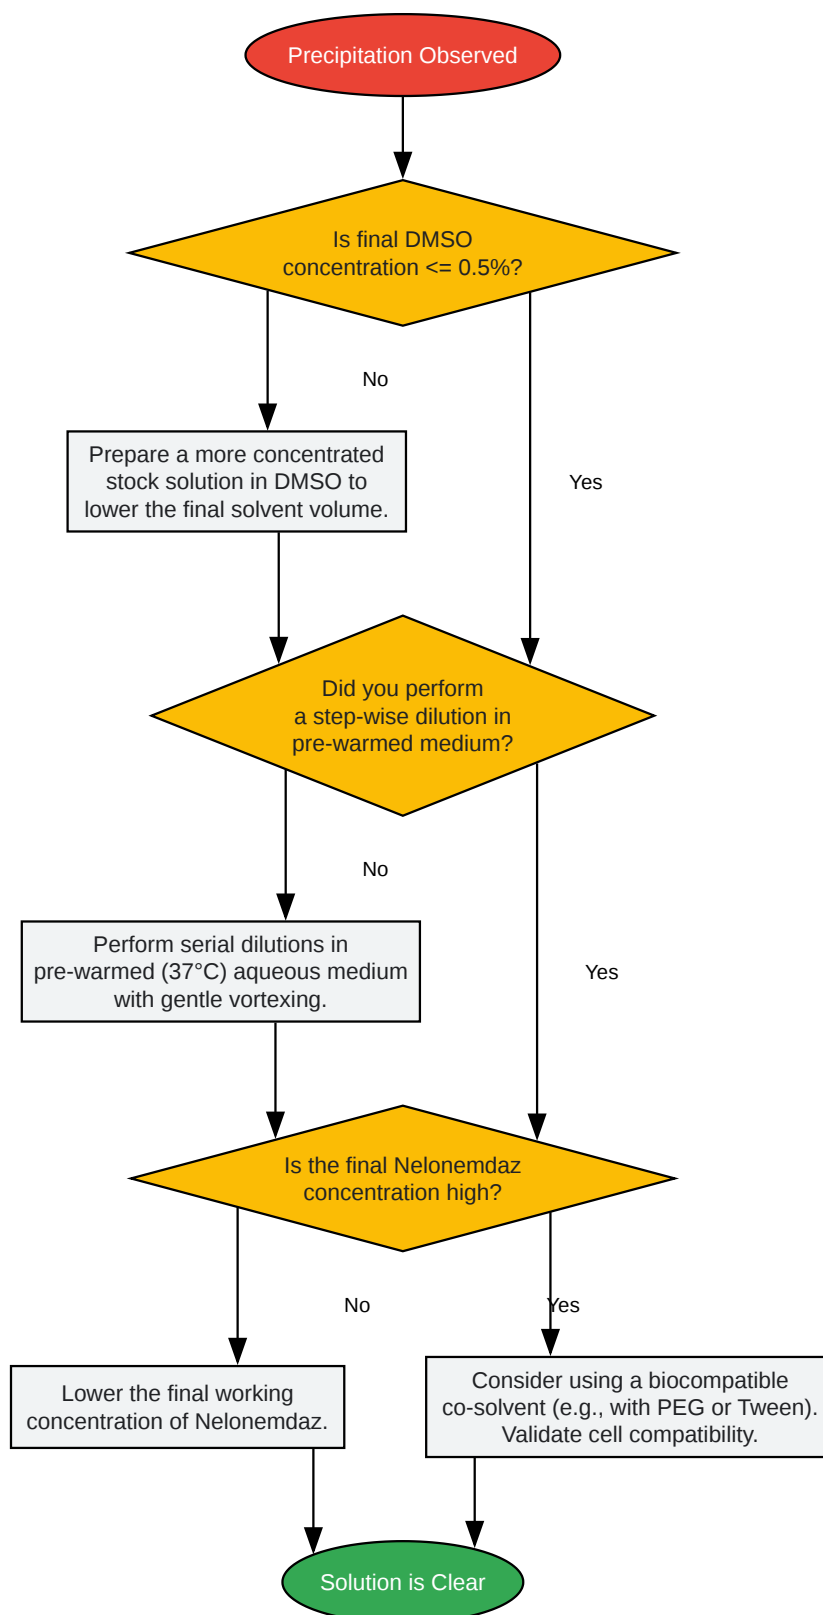 Precipitation Observed
Is final DMSO
concentration <= 0.5%?
No
Yes
Prepare a more concentrated
stock solution in DMSO to
lower the final solvent volume.
Did you perform
a step-wise dilution in
pre-warmed medium?
No
Yes
Perform serial dilutions in
pre-warmed (37°C) aqueous medium
with gentle vortexing.
Is the final Nelonemdaz
concentration high?
No
Yes
Lower the final working
concentration of Nelonemdaz.
Consider using a biocompatible
co-solvent (e.g., with PEG or Tween).
Validate cell compatibility.
Solution is Clear